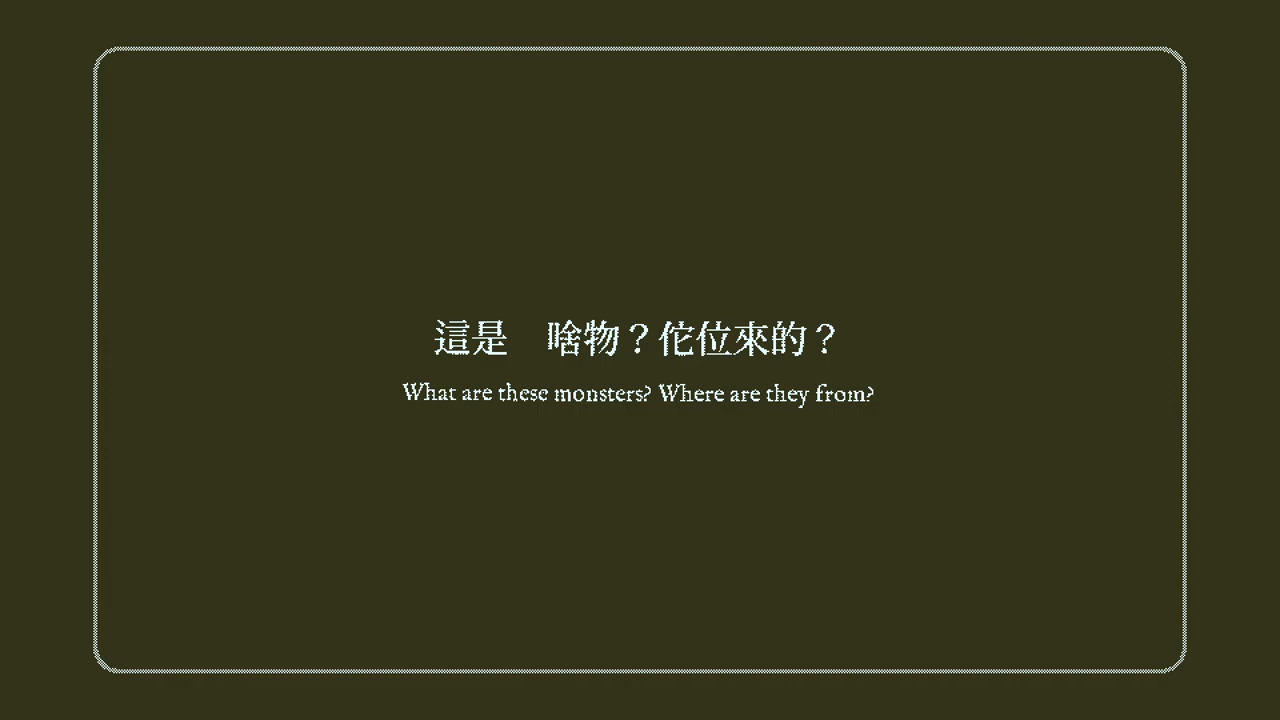 這是　啥物？佗位來的？
What are these monsters? Where are they from?